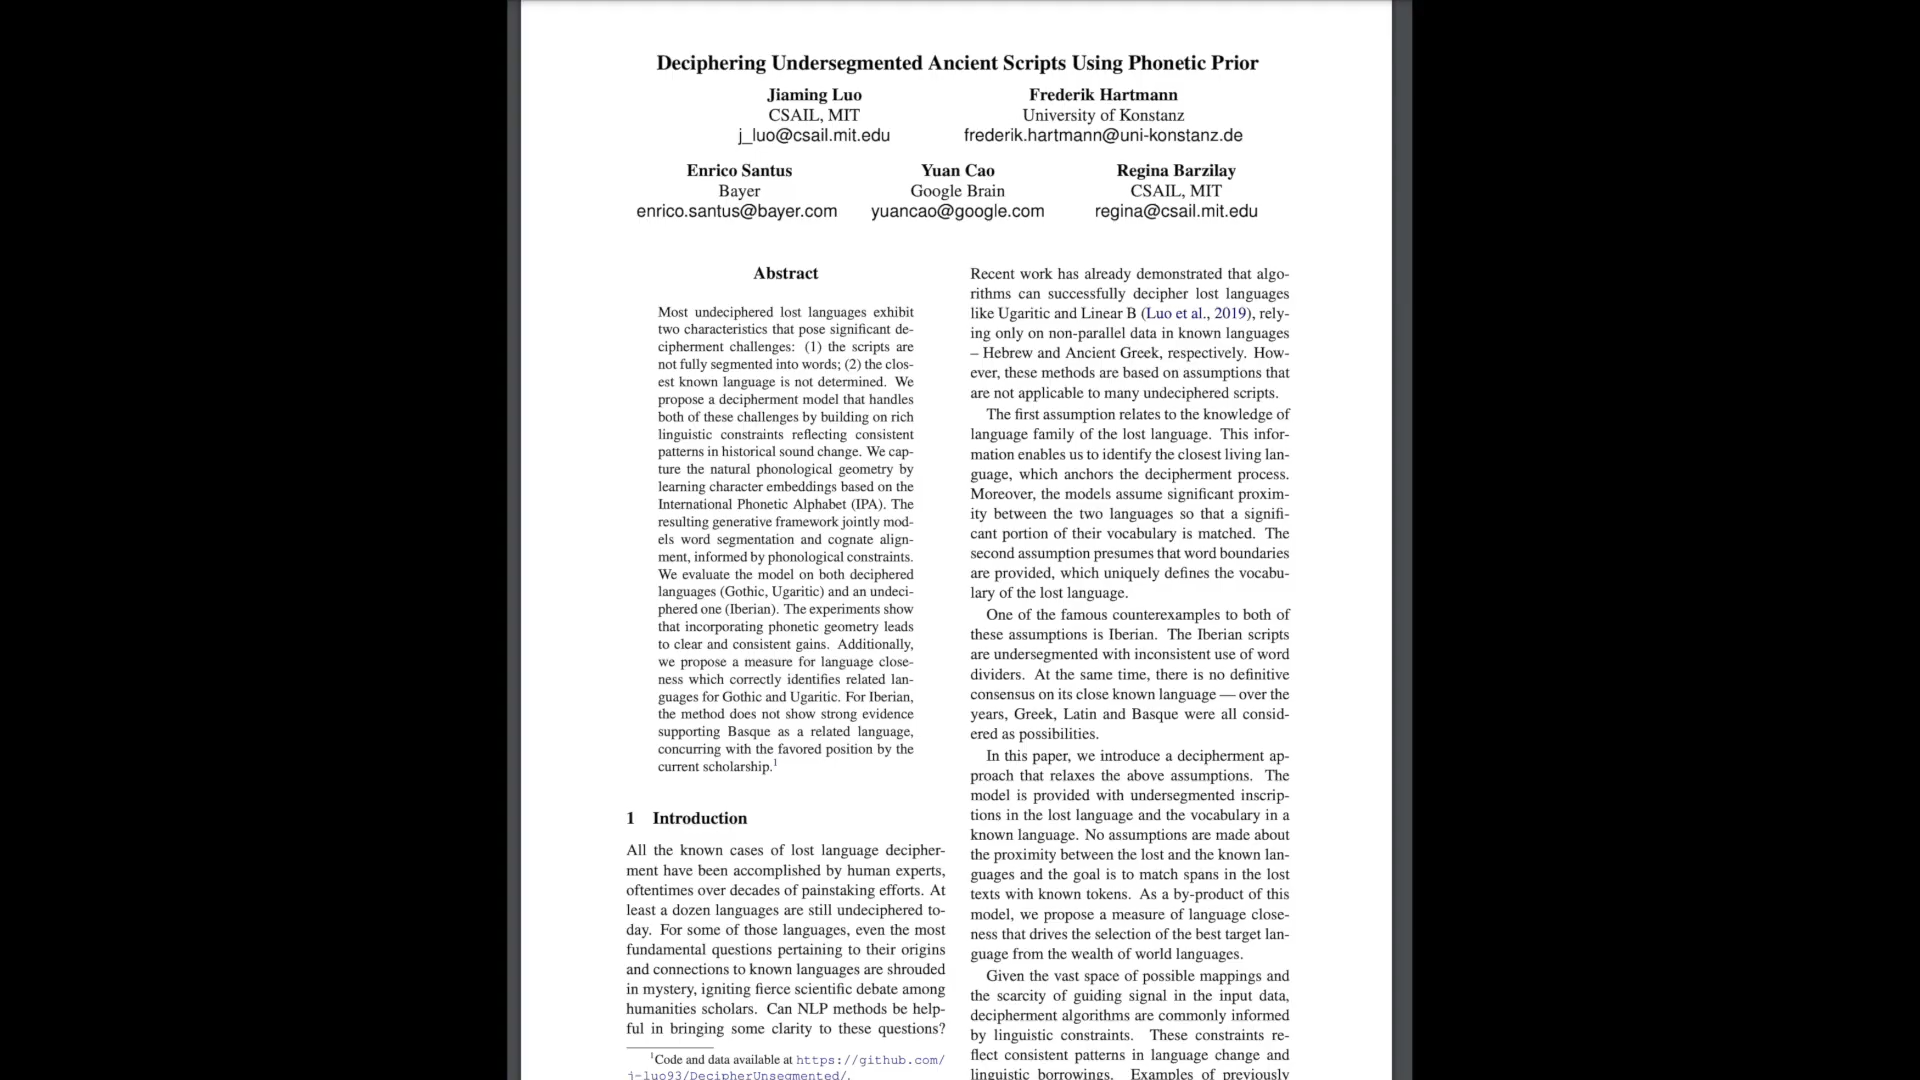 Deciphering Undersegmented Ancient Scripts Using Phonetic Prior
Jiaming Luo
CSAIL, MIT
j_luo@csail.mit.edu
Frederik Hartmann
University of Konstanz
frederik.hartmann@uni-konstanz.de
Enrico Santus
Bayer
enrico.santus@bayer.com
Yuan Cao
Google Brain
yuancao@google.com
Regina Barzilay
CSAIL, MIT
regina@csail.mit.edu
Abstract
Most undeciphered lost languages exhibit
two characteristics that pose significant de-
cipherment challenges: (1) the scripts are
not fully segmented into words; (2) the clos-
est known language is not determined. We
propose a decipherment model that handles
both of these challenges by building on rich
linguistic constraints reflecting consistent
patterns in historical sound change. We cap-
ture the natural phonological geometry by
learning character embeddings based on the
International Phonetic Alphabet (IPA). The
resulting generative framework jointly mod-
els word segmentation and cognate align-
ment, informed by phonological constraints.
We evaluate the model on both deciphered
languages (Gothic, Ugaritic) and an undeci-
phered one (Iberian). The experiments show
that incorporating phonetic geometry leads
to clear and consistent gains. Additionally,
we propose a measure for language close-
ness which correctly identifies related lan-
guages for Gothic and Ugaritic. For Iberian,
the method does not show strong evidence
supporting Basque as a related language,
concurring with the favored position by the
current scholarship.1
1 Introduction
All the known cases of lost language decipher-
ment have been accomplished by human experts,
oftentimes over decades of painstaking efforts. At
least a dozen languages are still undeciphered to-
day. For some of those languages, even the most
fundamental questions pertaining to their origins
and connections to known languages are shrouded
in mystery, igniting fierce scientific debate among
humanities scholars. Can NLP methods be help-
ful in bringing some clarity to these questions?
1Code and data available at https://github.com/
j-luo93/DecipherUnsegmented/.
Recent work has already demonstrated that algo-
rithms can successfully decipher lost languages
like Ugaritic and Linear B (Luo et al., 2019), rely-
ing only on non-parallel data in known languages
– Hebrew and Ancient Greek, respectively. How-
ever, these methods are based on assumptions that
are not applicable to many undeciphered scripts.
The first assumption relates to the knowledge of
language family of the lost language. This infor-
mation enables us to identify the closest living lan-
guage, which anchors the decipherment process.
Moreover, the models assume significant proxim-
ity between the two languages so that a signifi-
cant portion of their vocabulary is matched. The
second assumption presumes that word boundaries
are provided, which uniquely defines the vocabu-
lary of the lost language.
One of the famous counterexamples to both of
these assumptions is Iberian. The Iberian scripts
are undersegmented with inconsistent use of word
dividers. At the same time, there is no definitive
consensus on its close known language — over the
years, Greek, Latin and Basque were all consid-
ered as possibilities.
In this paper, we introduce a decipherment ap-
proach that relaxes the above assumptions. The
model is provided with undersegmented inscrip-
tions in the lost language and the vocabulary in a
known language. No assumptions are made about
the proximity between the lost and the known lan-
guages and the goal is to match spans in the lost
texts with known tokens. As a by-product of this
model, we propose a measure of language close-
ness that drives the selection of the best target lan-
guage from the wealth of world languages.
Given the vast space of possible mappings and
the scarcity of guiding signal in the input data,
decipherment algorithms are commonly informed
by linguistic constraints. These constraints re-
flect consistent patterns in language change and
linguistic borrowings. Examples of previously